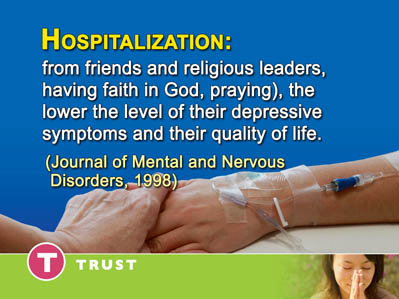 HOSPITALIZATION:
from friends and religious leaders,
having faith in God, praying), the
lower the level of their depressive
symptoms and their quality of life.
(Journal of Mental and Nervous
Disorders, 1998)
T TRUST